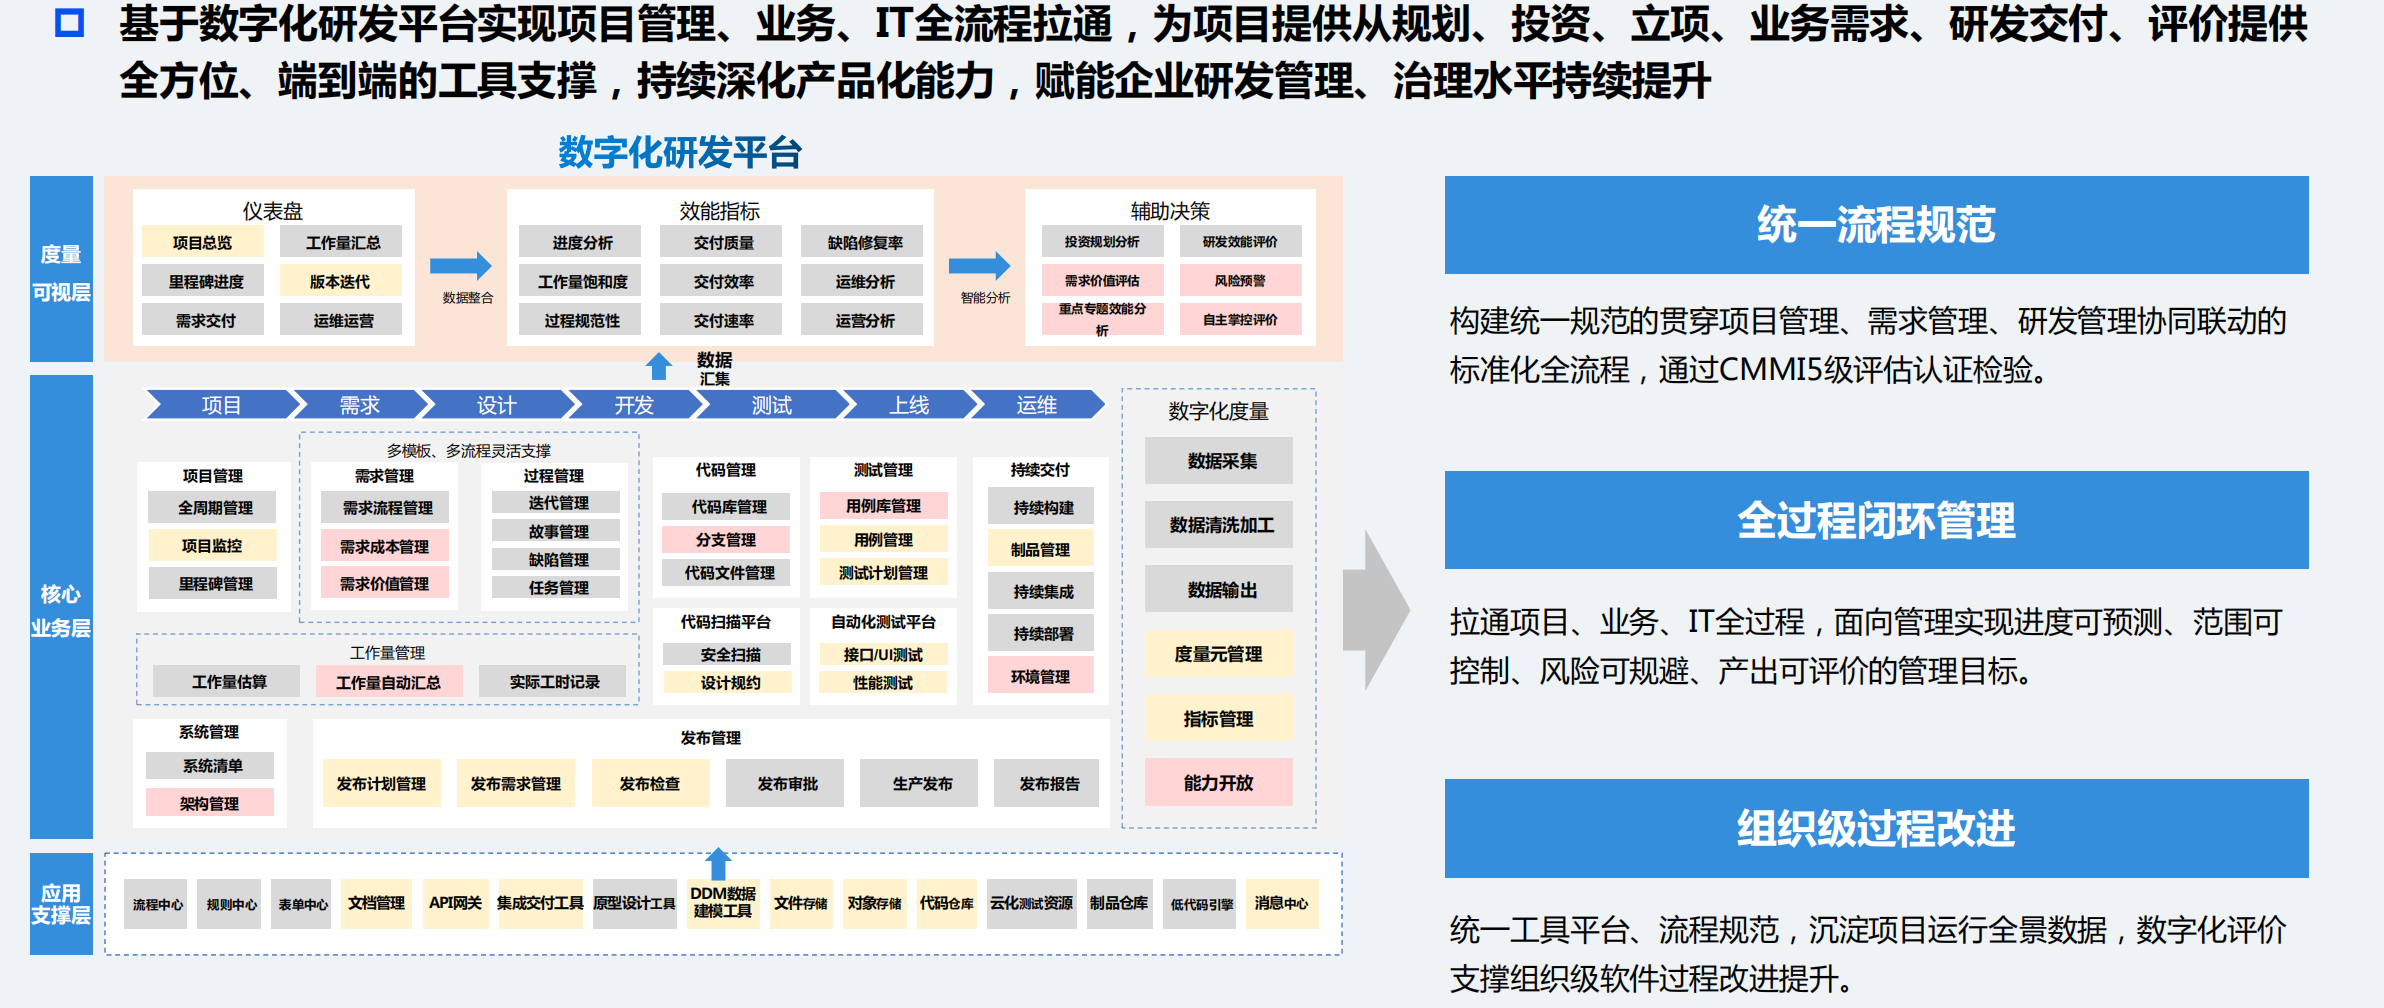 基于数字化研发平台实现项目管理、业务、IT全流程拉通，为项目提供从规划、投资、立项、业务需求、研发交付、评价提供
全方位、端到端的工具支撑，持续深化产品化能力，赋能企业研发管理、治理水平持续提升
数字化研发平台
度量
可视层
仪表盘
项目总览
工作量汇总
里程碑进度
版本迭代
需求交付
运维运营
数据整合
效能指标
进度分析
交付质量
缺陷修复率
工作量饱和度
交付效率
运维分析
过程规范性
交付速率
运营分析
智能分析
辅助决策
投资规划分析
研发效能评价
需求价值评估
风险预警
重点专题效能分
析
自主掌控评价
数据
汇集
核心
业务层
项目
需求
设计
开发
测试
上线
运维
多模板、多流程灵活支撑
项目管理
全周期管理
项目监控
里程碑管理
需求管理
需求流程管理
需求成本管理
需求价值管理
过程管理
迭代管理
故事管理
缺陷管理
任务管理
代码管理
代码库管理
分支管理
代码文件管理
测试管理
用例库管理
用例管理
测试计划管理
持续交付
持续构建
制品管理
持续集成
持续部署
环境管理
代码扫描平台
安全扫描
设计规约
自动化测试平台
接口/UI测试
性能测试
工作量管理
工作量估算
工作量自动汇总
实际工时记录
系统管理
系统清单
架构管理
发布管理
发布计划管理
发布需求管理
发布检查
发布审批
生产发布
发布报告
数字化度量
数据采集
数据清洗加工
数据输出
度量元管理
指标管理
能力开放
应用
支撑层
流程中心
规则中心
表单中心
文档管理
API网关
集成交付工具
原型设计工具
DDM数据
建模工具
文件存储
对象存储
代码仓库
云化测试资源
制品仓库
低代码引擎
消息中心
统一流程规范
构建统一规范的贯穿项目管理、需求管理、研发管理协同联动的
标准化全流程，通过CMMI5级评估认证检验。
全过程闭环管理
拉通项目、业务、IT全过程，面向管理实现进度可预测、范围可
控制、风险可规避、产出可评价的管理目标。
组织级过程改进
统一工具平台、流程规范，沉淀项目运行全景数据，数字化评价
支撑组织级软件过程改进提升。